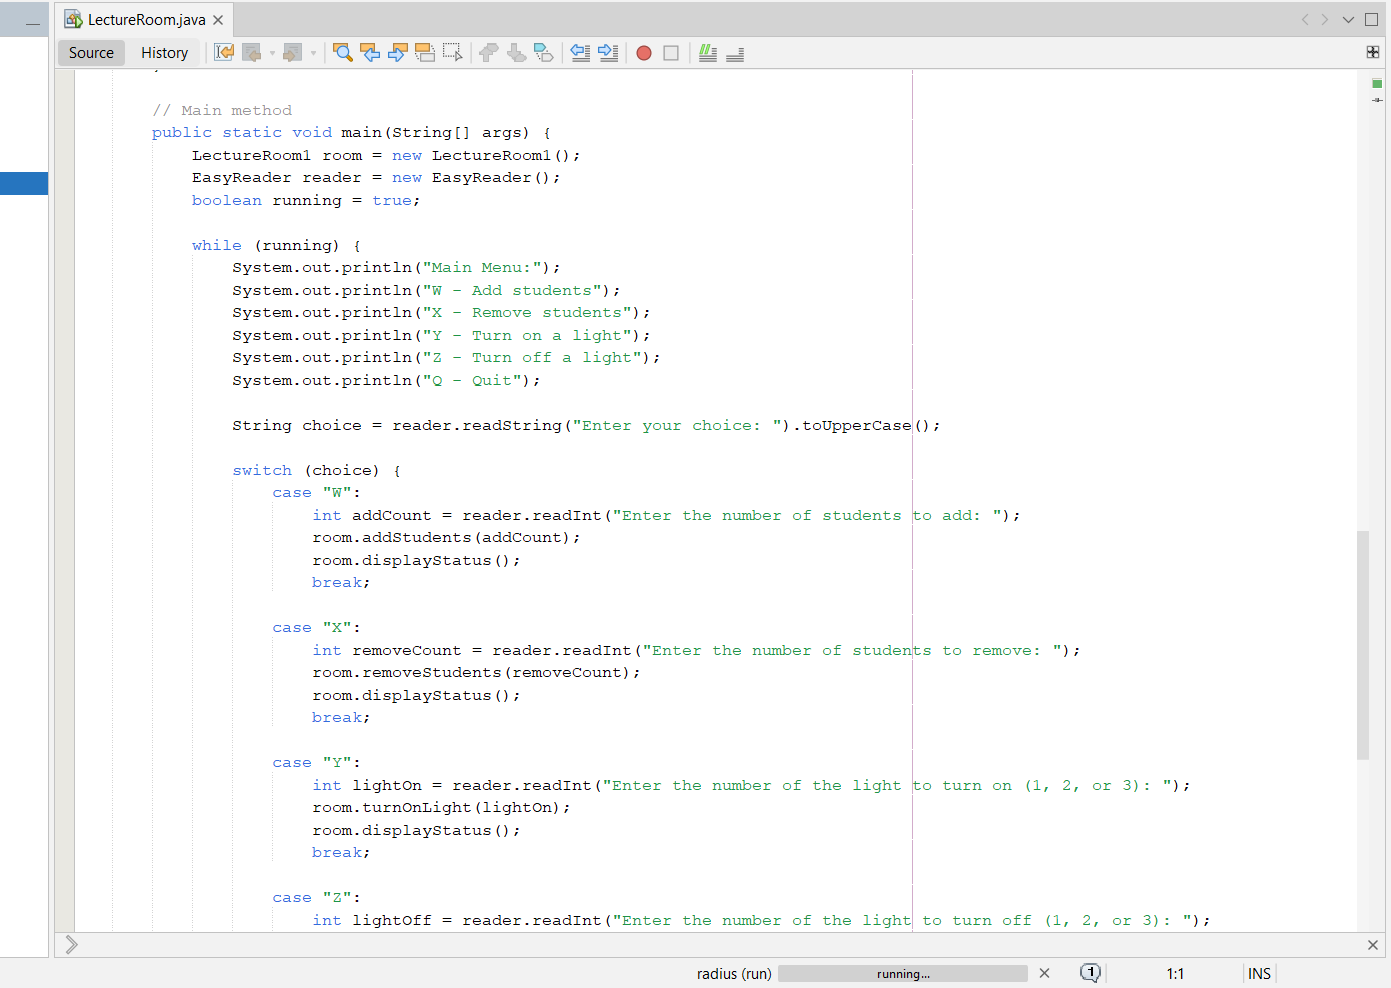 LectureRoom.java
Source History
// Main method
public static void main(String[] args) {
LectureRoom1 room = new LectureRoom1();
EasyReader reader = new EasyReader();
boolean running = true;
while (running) {
System.out.println("Main Menu:");
System.out.println("W - Add students");
System.out.println("X - Remove students");
System.out.println("Y - Turn on a light");
System.out.println("Z - Turn off a light");
System.out.println("Q - Quit");
String choice = reader.readString("Enter your choice: ").toUpperCase();
switch (choice) {
case "W":
int addCount = reader.readInt("Enter the number of students to add: ");
room.addStudents(addCount);
room.displayStatus();
break;
case "X":
int removeCount = reader.readInt("Enter the number of students to remove: ");
room.removeStudents(removeCount);
room.displayStatus();
break;
case "Y":
int lightOn = reader.readInt("Enter the number of the light to turn on (1, 2, or 3): ");
room.turnOnLight(lightOn);
room.displayStatus();
break;
case "Z":
int lightOff = reader.readInt("Enter the number of the light to turn off (1, 2, or 3): ");
radius (run) running... 1 1:1 INS